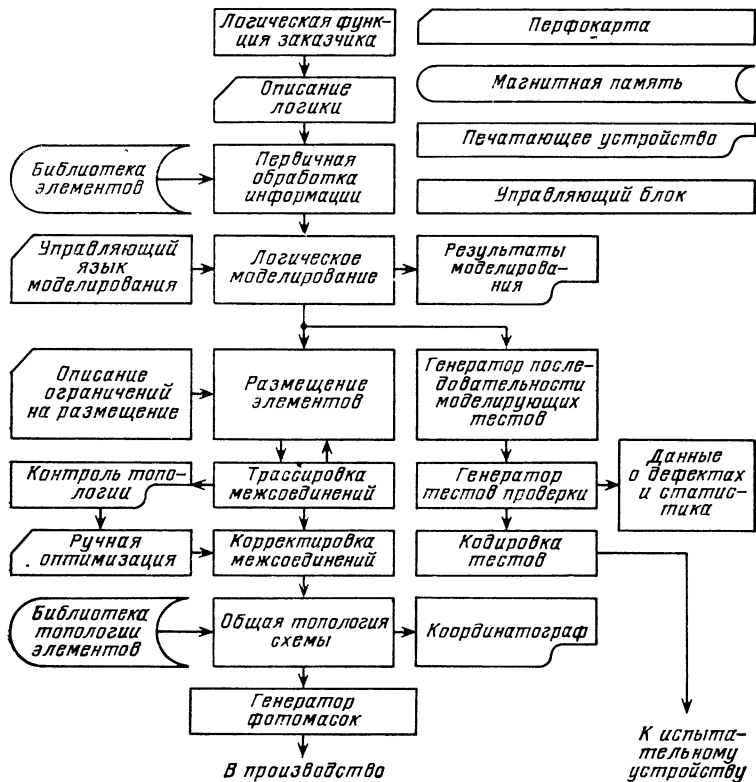 Логическая функ-
ция заказчика
Перфокарта
Описание
логики
Магнитная память
Печатающее устройство
Библиотека
элементов
Первичная
обработка
информации
Управляющий блок
Управляющий
язык
моделирования
Логическое
моделирование
Результаты
моделирова-
ния
Описание
ограничений
на размещение
Размещение
элементов
Генератор после-
довательности
моделирующих
тестов
Контроль топо-
логии
Трассировка
межсоединений
Генератор
тестов проверки
Данные
о дефектах
и статис-
тика
Ручная
оптимизация
Корректировка
межсоединений
Кодировка
тестов
Библиотека
топологии
элементов
Общая топология
схемы
Координатограф
Генератор
фотомасок
В производство
К испыта-
тельному
устройству